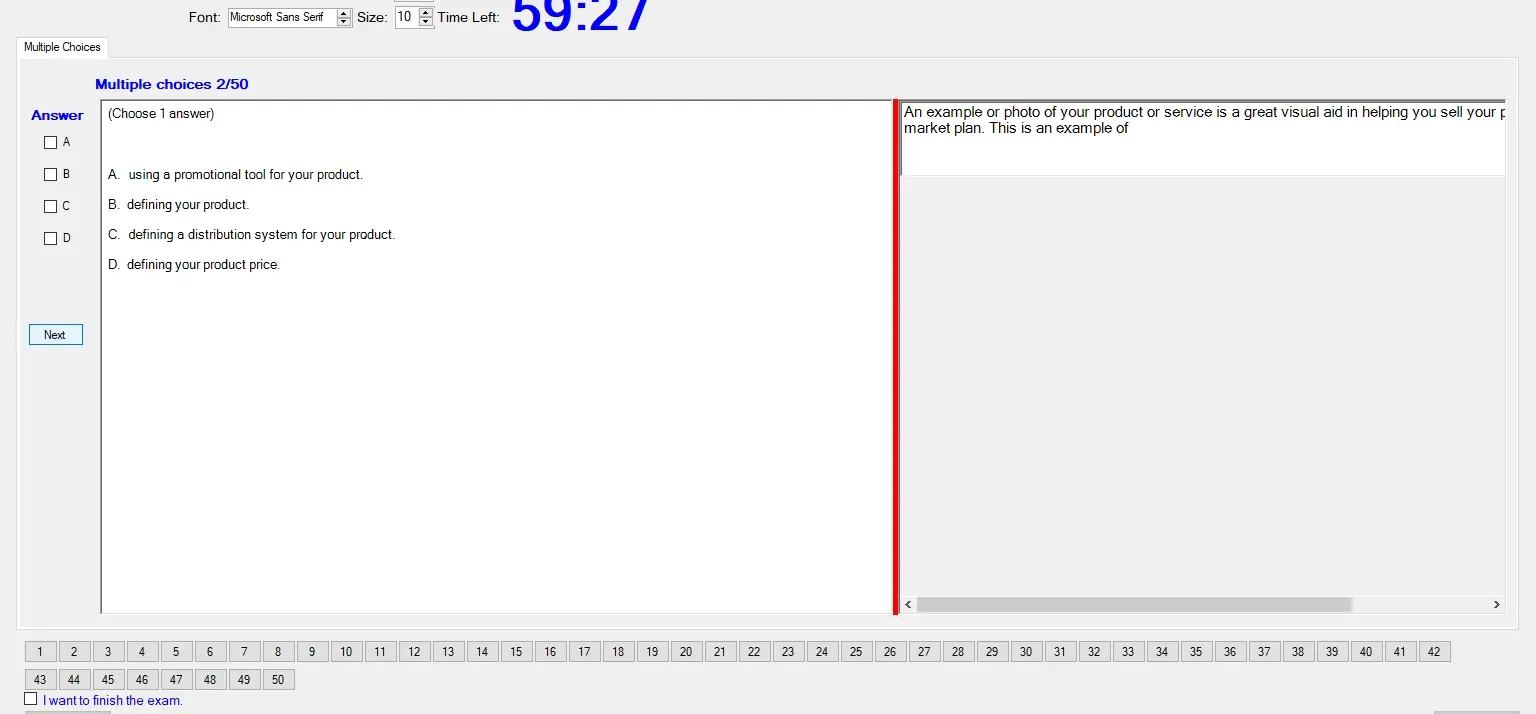 Font: Microsoft Sans Serif Size: 10 Time Left: 59:27
Multiple Choices
Multiple choices 2/50
Answer
A
B
C
D
Next
(Choose 1 answer)
A. using a promotional tool for your product.
B. defining your product.
C. defining a distribution system for your product.
D. defining your product price.
An example or photo of your product or service is a great visual aid in helping you sell your
market plan. This is an example of
1 2 3 4 5 6 7 8 9 10 11 12 13 14 15 16 17 18 19 20 21 22 23 24 25 26 27 28 29 30 31 32 33 34 35 36 37 38 39 40 41 42
43 44 45 46 47 48 49 50
I want to finish the exam.